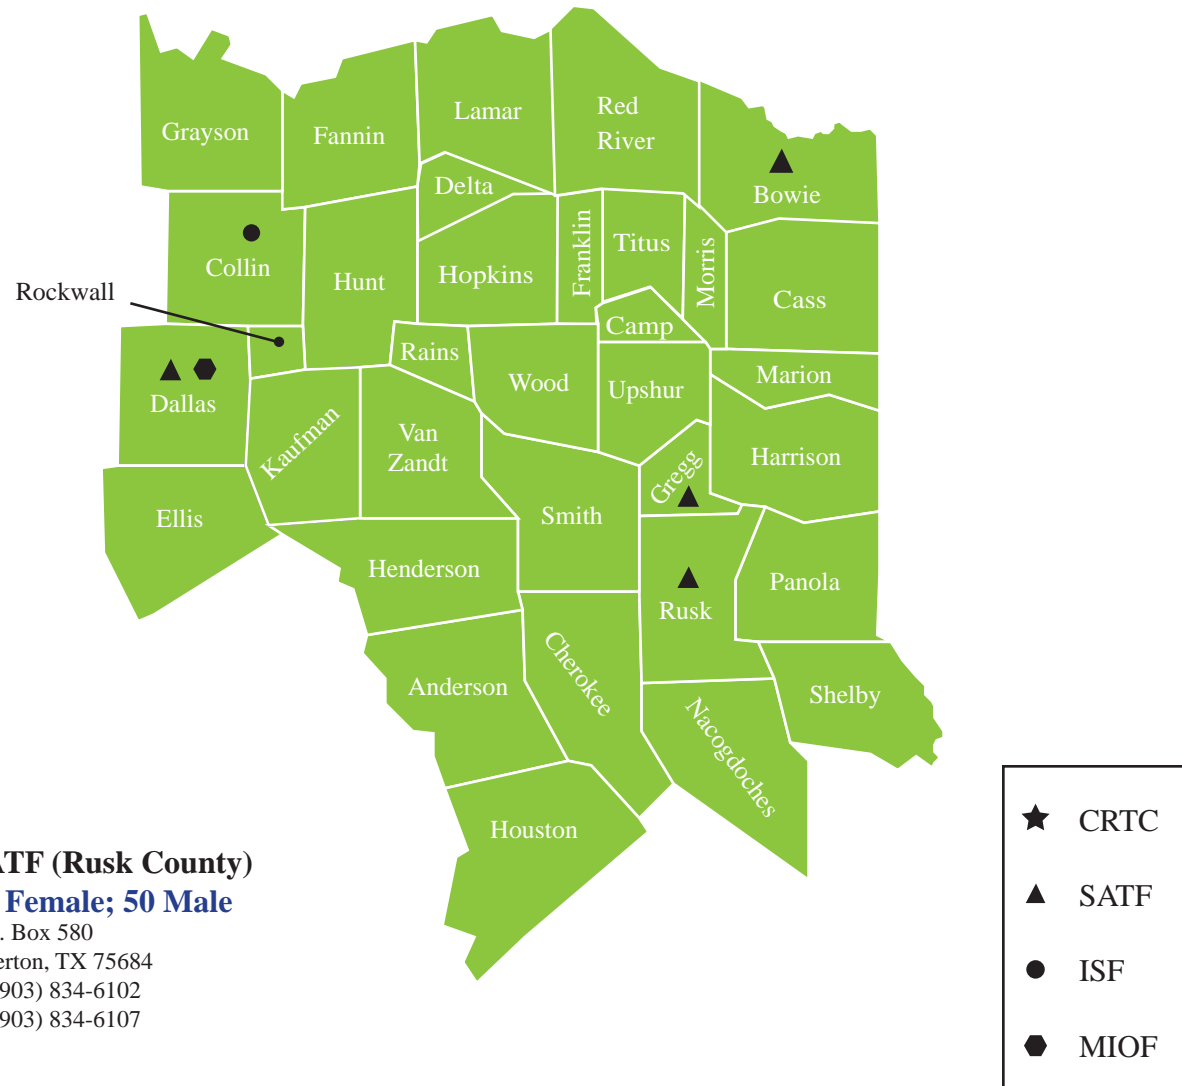 Lamar
Red
River
Grayson
Fannin
Delta
Bowie
Collin
Hunt
Hopkins
Franklin
Titus
Morris
Cass
Rockwall
Camp
Rains
Wood
Upshur
Marion
Dallas
Kaufman
Van
Zandt
Gregg
Harrison
Ellis
Smith
Henderson
Rusk
Panola
Anderson
Cherokee
Nacogdoches
Shelby
Houston
ATF (Rusk County)
Female; 50 Male
. Box 580
erton, TX 75684
903) 834-6102
903) 834-6107
CRTC
SATF
ISF
MIOF